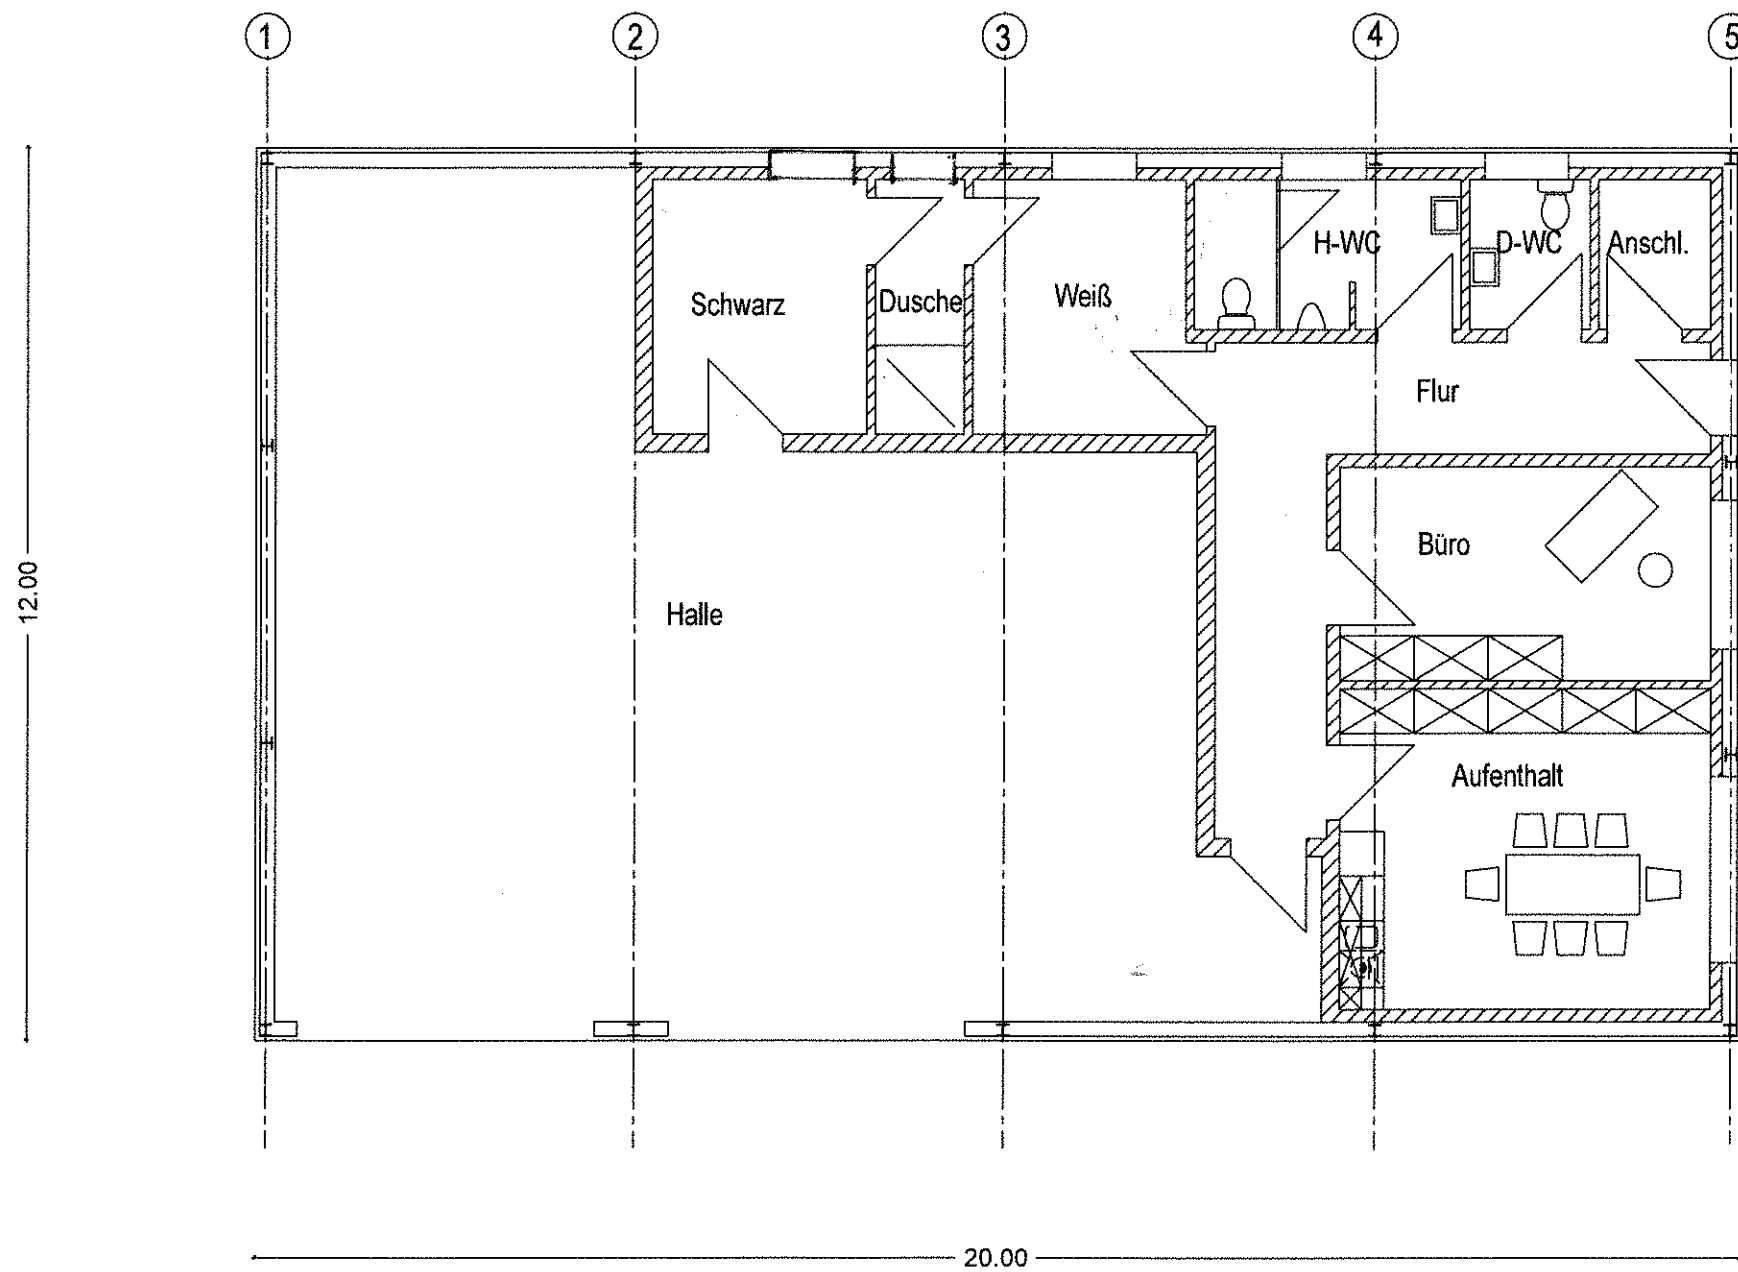 1 2 3 4 5
H-WC D-WC Anschl.
Schwarz Dusche Weiß
Flur
Büro
12.00
Halle
Aufenthalt
20.00